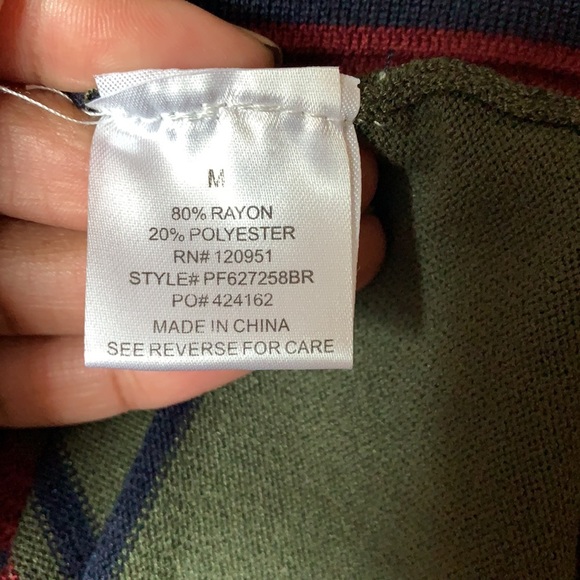 M
80% RAYON
20% POLYESTER
RN# 120951
STYLE# PF627258BR
PO# 424162
MADE IN CHINA
SEE REVERSE FOR CARE